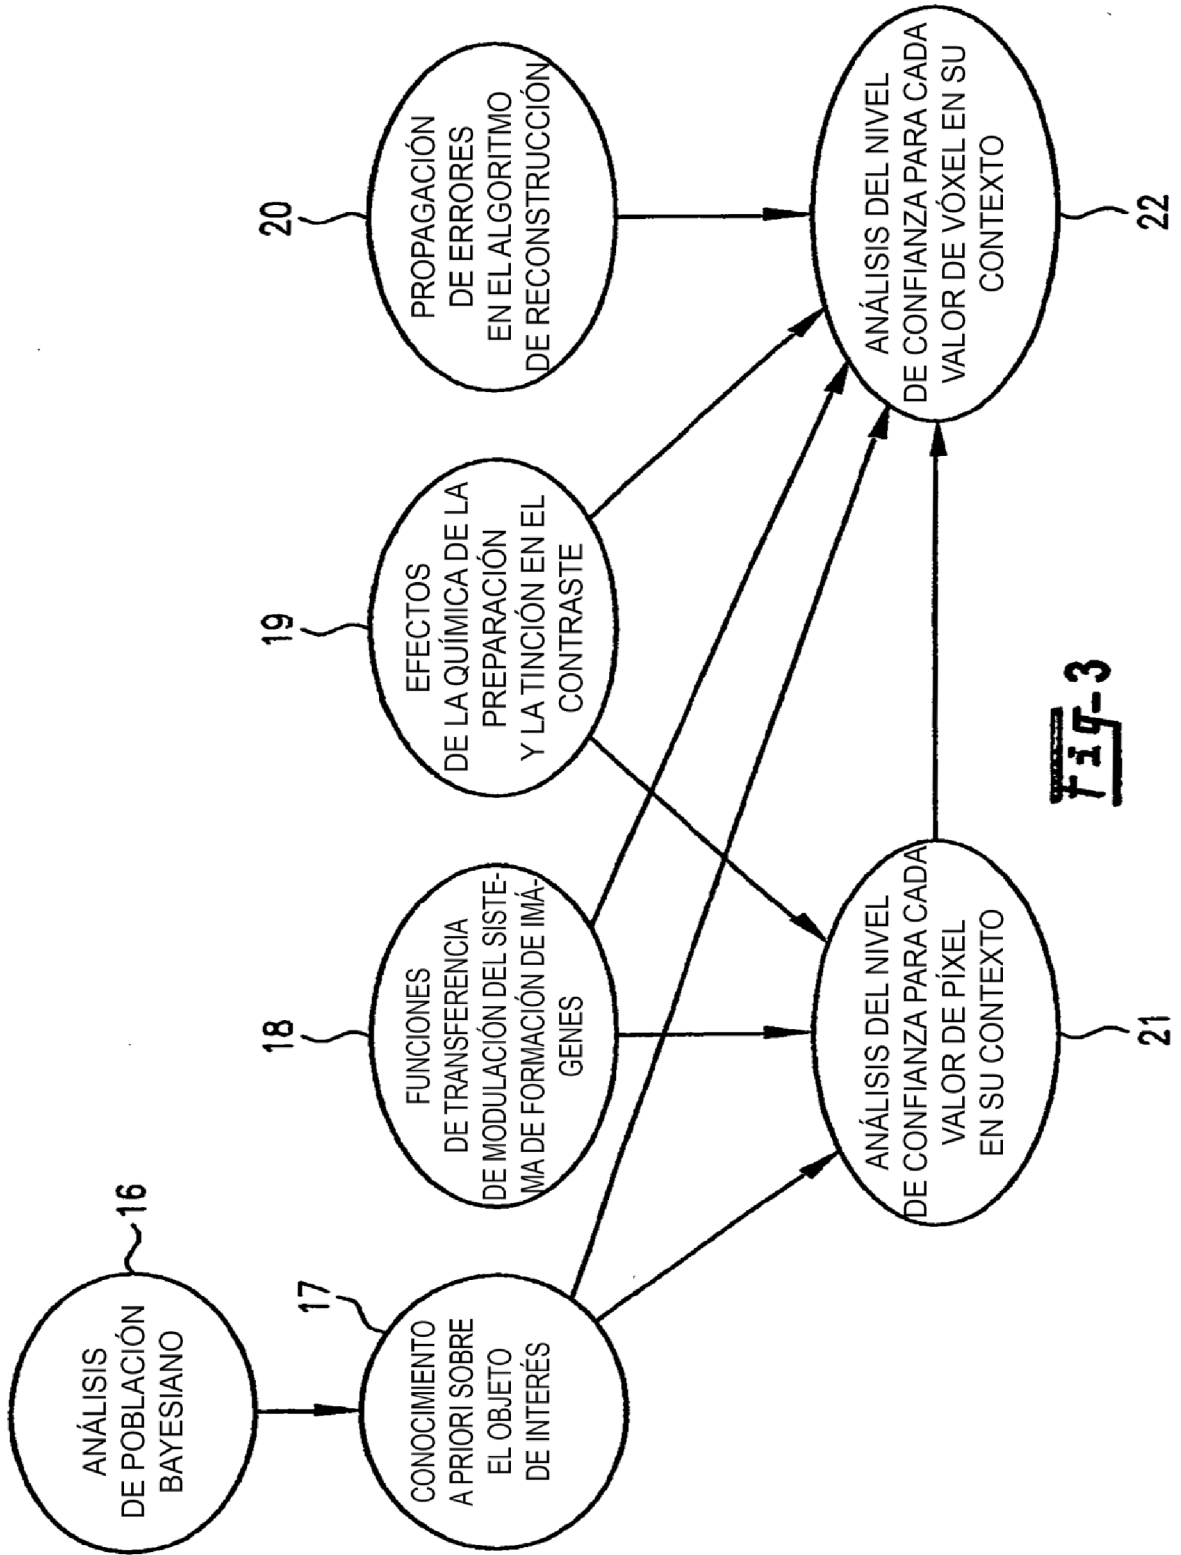 16
ANÁLISIS
DE POBLACIÓN
BAYESIANO
17
CONOCIMIENTO
A PRIORI SOBRE
EL OBJETO
DE INTERÉS
18
FUNCIONES
DE TRANSFERENCIA
DE MODULACIÓN DEL SISTE-
MA DE FORMACIÓN DE IMÁ-
GENES
19
EFECTOS
DE LA QUÍMICA DE LA
PREPARACIÓN
Y LA TINCIÓN EN EL
CONTRASTE
20
PROPAGACIÓN
DE ERRORES
EN EL ALGORITMO
DE RECONSTRUCCIÓN
ANÁLISIS DEL NIVEL
DE CONFIANZA PARA CADA
VALOR DE PÍXEL
EN SU CONTEXTO
21
ANÁLISIS DEL NIVEL
DE CONFIANZA PARA CADA
VALOR DE VÓXEL EN SU
CONTEXTO
22
Fig-3